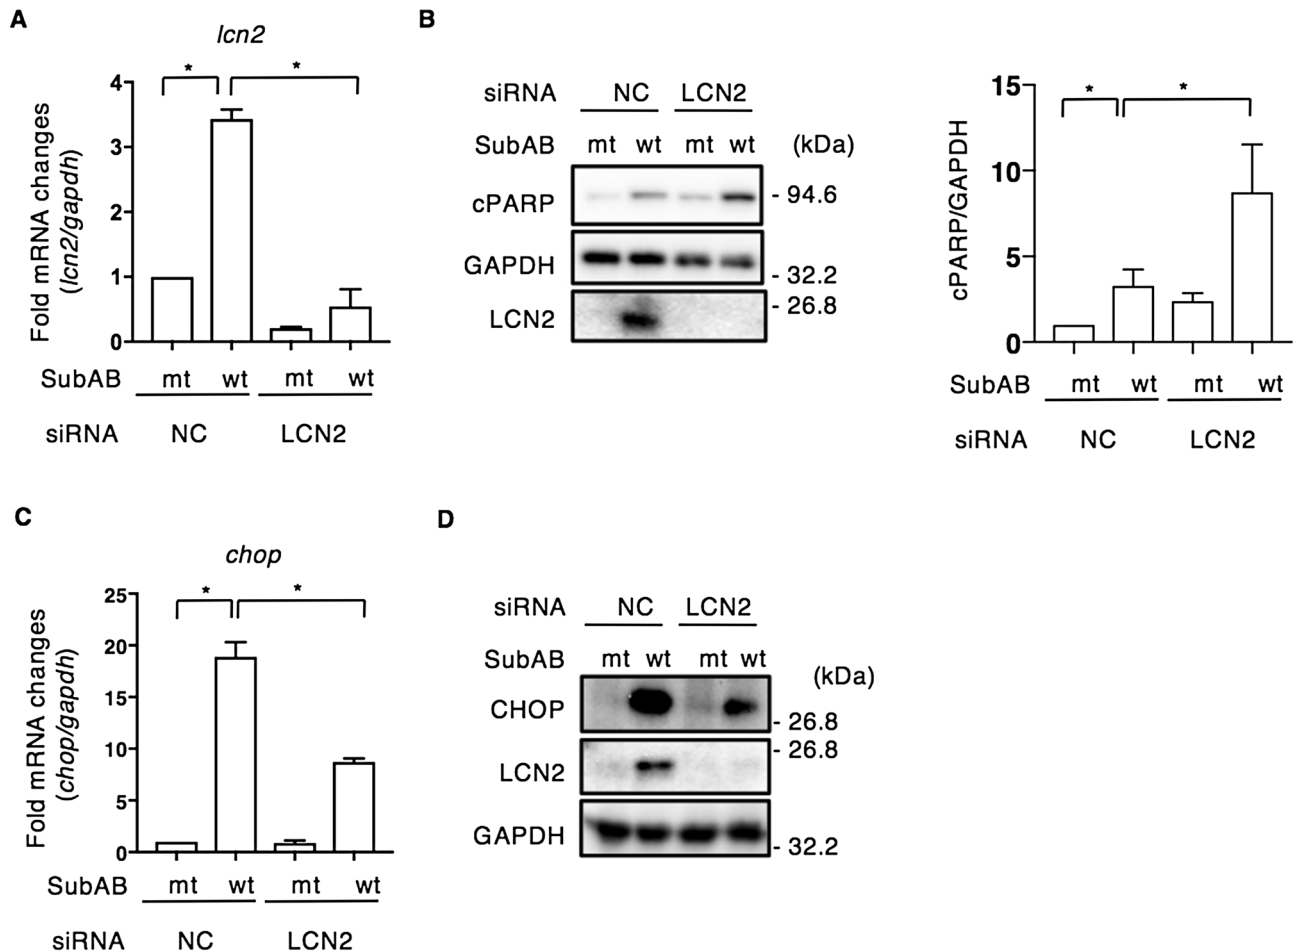 A
lcn2
Fold mRNA changes
(lcn2/gapdh)
4
3
2
1
0
*
*
SubAB mt wt mt wt
siRNA NC LCN2
B
siRNA NC LCN2
SubAB mt wt mt wt (kDa)
cPARP - 94.6
GAPDH - 32.2
LCN2 - 26.8
cPARP/GAPDH
15
10
5
0
*
*
SubAB mt wt mt wt
siRNA NC LCN2
C
chop
Fold mRNA changes
(chop/gapdh)
25
20
15
10
5
0
*
*
SubAB mt wt mt wt
siRNA NC LCN2
D
siRNA NC LCN2
SubAB mt wt mt wt
(kDa)
CHOP - 26.8
LCN2 - 26.8
GAPDH - 32.2